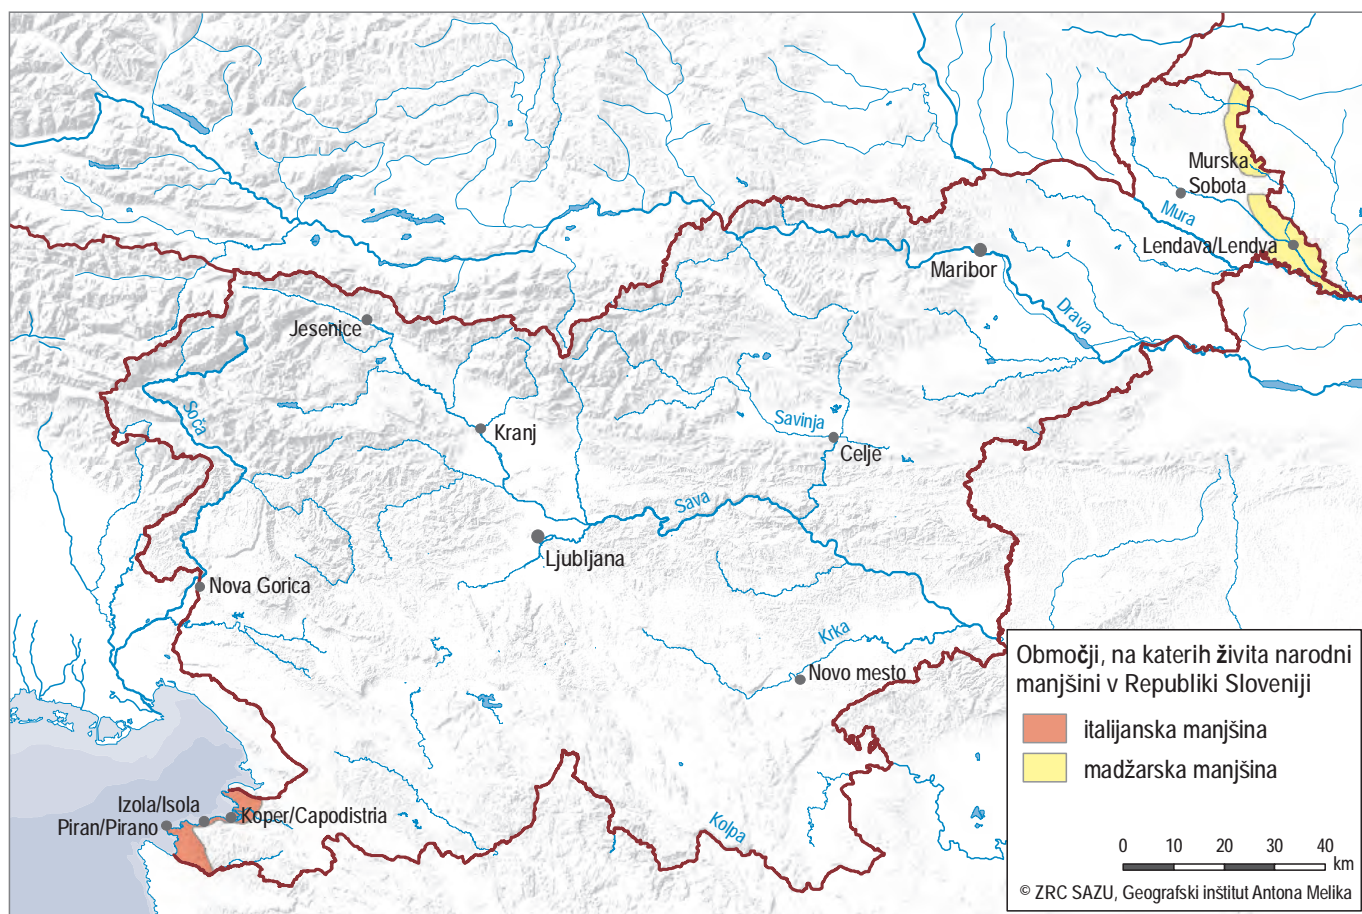 Murska
Sobota
Mura
Lendava/Lendva
Maribor
Drava
Jesenice
Soča
Kranj
Savinja
Celje
Sava
Ljubljana
Nova Gorica
Krka
Novo mesto
Izola/Isola
Piran/Pirano
Koper/Capodistria
Kolpa
Območji, na katerih živita narodni
manjšini v Republiki Sloveniji
italijanska manjšina
madžarska manjšina
0 10 20 30 40
km
© ZRC SAZU, Geografski inštitut Antona Melika